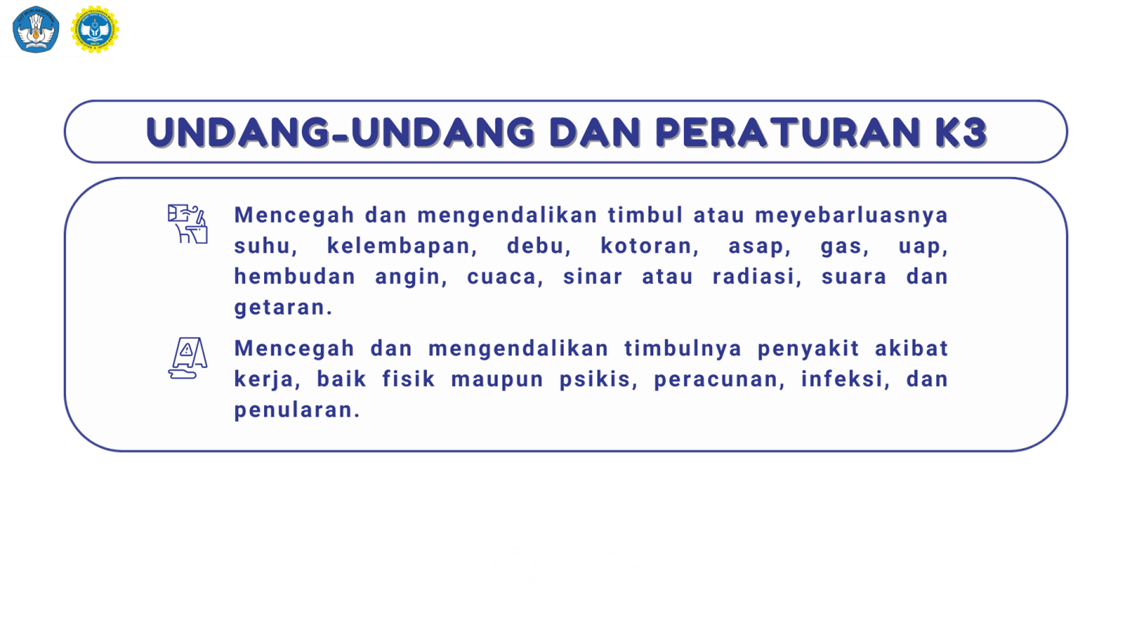 UNDANG-UNDANG DAN PERATURAN K3
Mencegah dan mengendalikan timbul atau meyebarluasnya
suhu, kelembapan, debu, kotoran, asap, gas, uap,
hembudan angin, cuaca, sinar atau radiasi, suara dan
getaran.
Mencegah dan mengendalikan timbulnya penyakit akibat
kerja, baik fisik maupun psikis, peracunan, infeksi, dan
penularan.